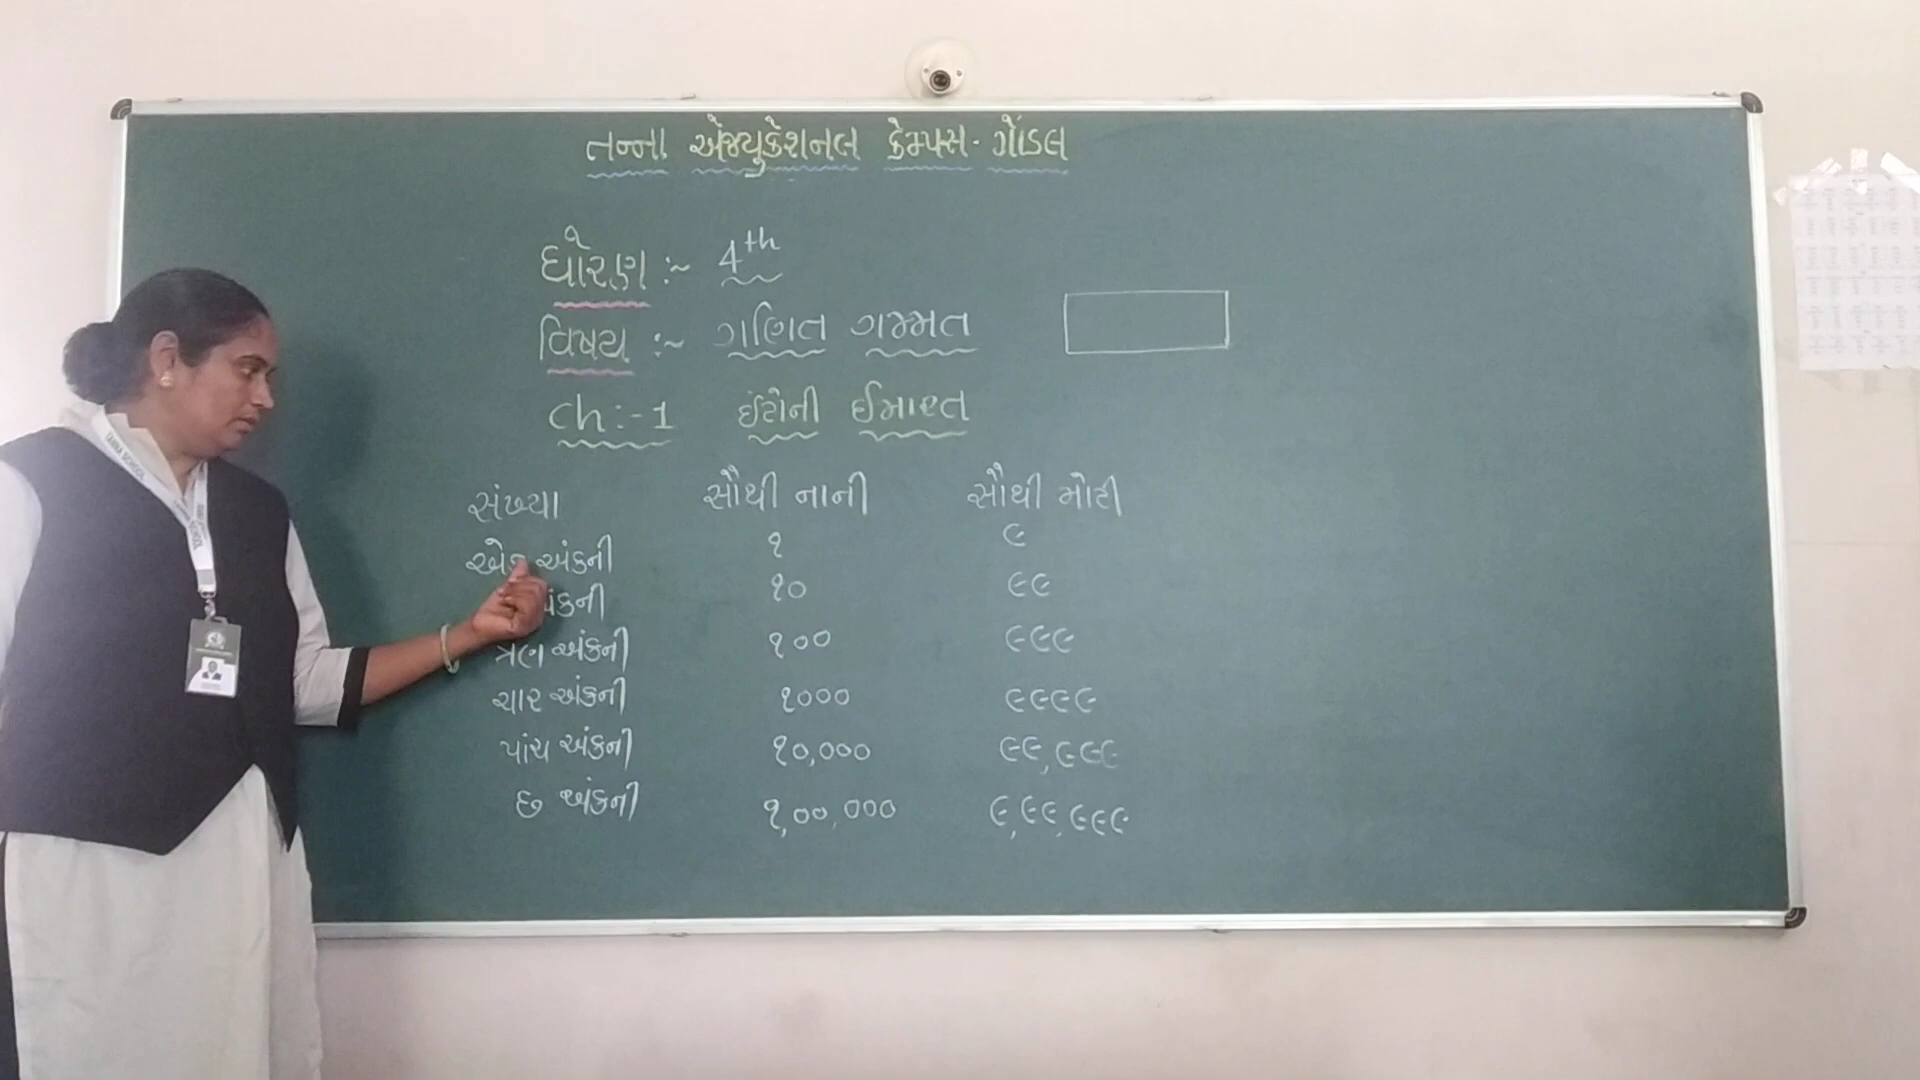 તન્ના એજ્યુકેશનલ કેમ્પસ - ગોંડલ
ધોરણ :~ 4th
વિષય :~ ગણિત ગમ્મત
ch :- 1 ઈંટોની ઈમારત
સંખ્યા સૌથી નાની સૌથી મોટી
અંકની ૧ ૯
૧૦ ૯૯
ત્રણ અંકની ૧૦૦ ૯૯૯
ચાર અંકની ૧૦૦૦ ૯૯૯૯
પાંચ અંકની ૧૦,૦૦૦ ૯૯,૯૯૯
છ અંકની ૧,૦૦,૦૦૦ ૯,૯૯,૯૯૯
TANNA SCHOOL